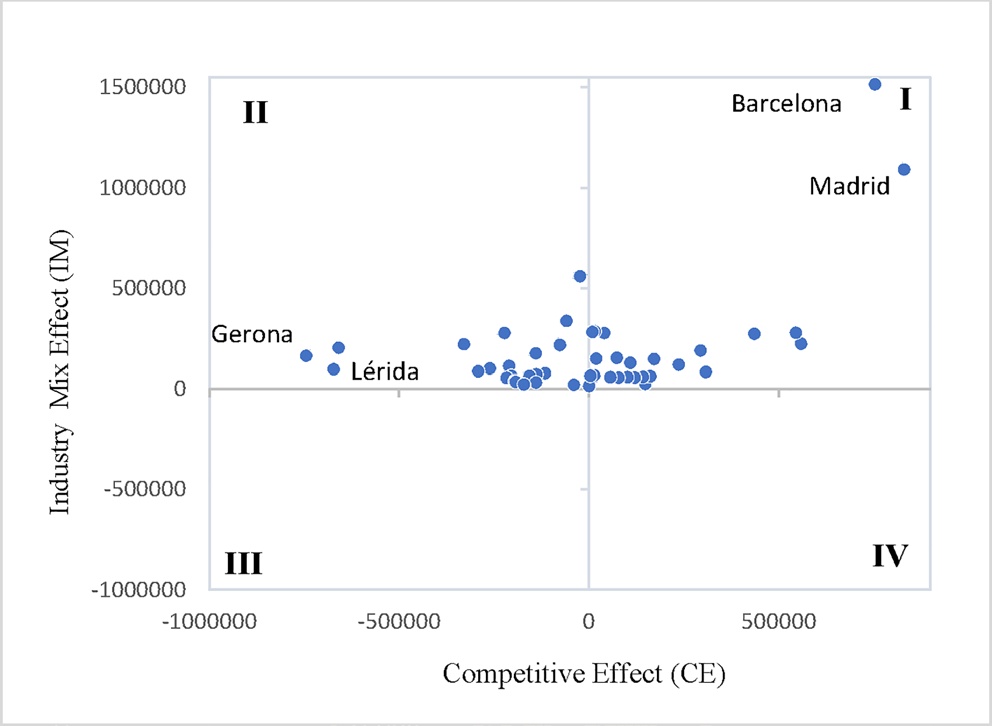 1500000
II
I
Barcelona
1000000
Madrid
500000
Gerona
Lérida
0
-500000
III
IV
-1000000
-1000000 -500000 0 500000
Industry Mix Effect (IM)
Competitive Effect (CE)